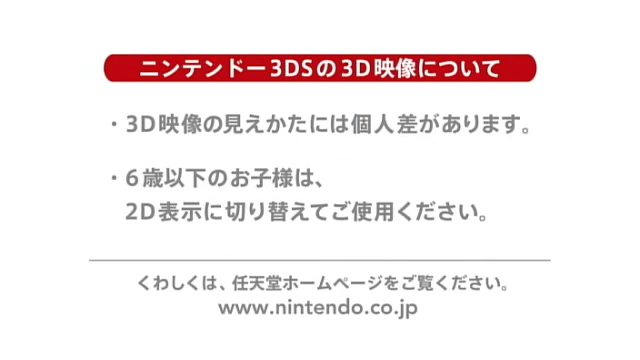 ニンテンドー3DSの3D映像について
・3D映像の見えかたには個人差があります。
・6歳以下のお子様は、
2D表示に切り替えてご使用ください。
くわしくは、任天堂ホームページをご覧ください。
www.nintendo.co.jp